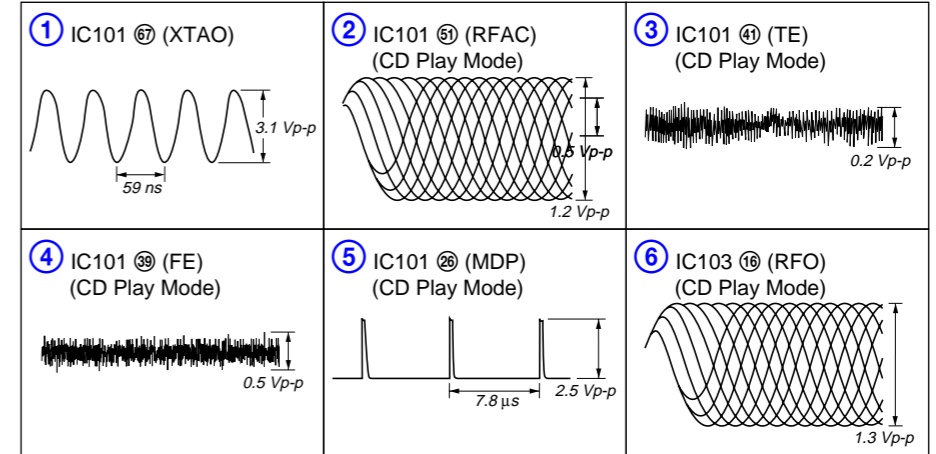 ① IC101 67 (XTAO)
3.1 Vp-p
59 ns
② IC101 51 (RFAC)
(CD Play Mode)
0.5 Vp-p
1.2 Vp-p
③ IC101 41 (TE)
(CD Play Mode)
0.2 Vp-p
④ IC101 39 (FE)
(CD Play Mode)
0.5 Vp-p
⑤ IC101 26 (MDP)
(CD Play Mode)
2.5 Vp-p
7.8 µs
⑥ IC103 16 (RFO)
(CD Play Mode)
1.3 Vp-p